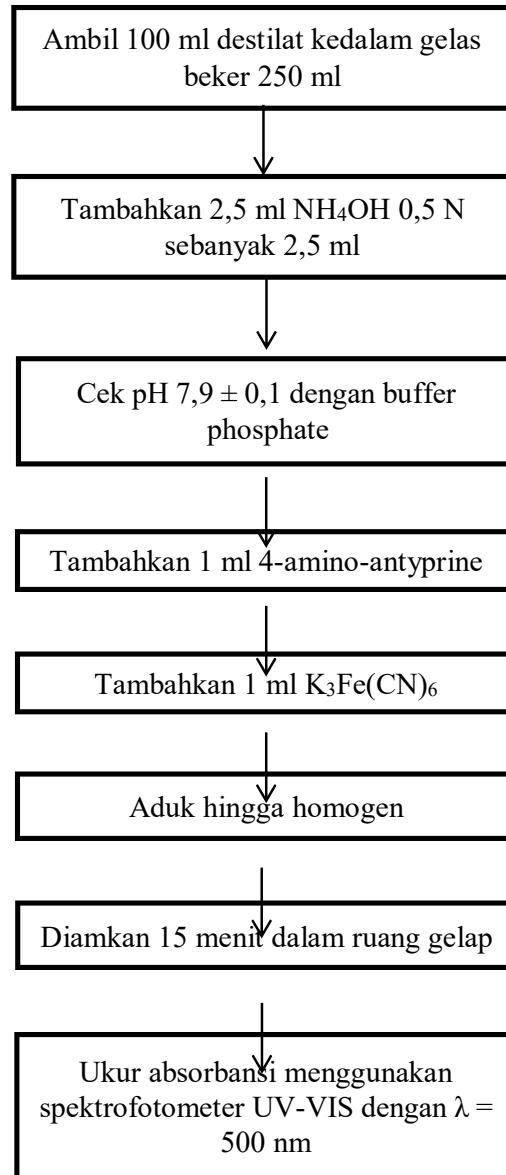 Ambil 100 ml destilat kedalam gelas
beker 250 ml
Tambahkan 2,5 ml NH₄OH 0,5 N
sebanyak 2,5 ml
Cek pH 7,9 ± 0,1 dengan buffer
phosphate
Tambahkan 1 ml 4-amino-antyprine
Tambahkan 1 ml K₃Fe(CN)₆
Aduk hingga homogen
Diamkan 15 menit dalam ruang gelap
Ukur absorbansi menggunakan
spektrofotometer UV-VIS dengan λ =
500 nm